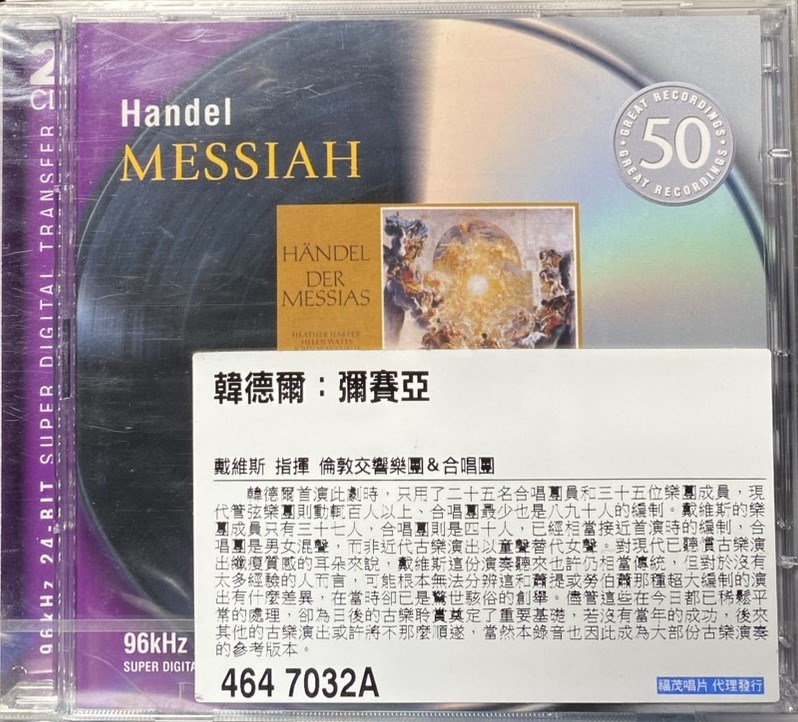 2
CD
96kHz 24-BIT SUPER DIGITAL TRANSFER
Handel
MESSIAH
GREAT RECORDINGS
50
GREAT RECORDINGS
HÄNDEL
DER
MESSIAS
HEATHER HARPER
HELEN WATTS
韓德爾：彌賽亞
戴維斯 指揮 倫敦交響樂團&合唱團
韓德爾首演此劇時，只用了二十五名合唱團員和三十五位樂團成員，現
代管弦樂團則動輒百人以上、合唱團最少也是八九十人的編制。戴維斯的樂
團成員只有三十七人，合唱團則是四十人，已經相當接近首演時的編制，合
唱團是男女混聲，而非近代古樂演出以童聲替代女聲。對現代已聽慣古樂演
出纖瘦質感的耳朵來說，戴維斯這份演奏聽來也許仍相當傳統，但對於沒有
太多經驗的人而言，可能根本無法分辨這和蕭提或勞伯蕭那種超大編制的演
出有什麼差異，在當時卻已是驚世駭俗的創舉。儘管這些在今日都已稀鬆平
常的處理，卻為日後的古樂聆賞奠定了重要基礎，若沒有當年的成功，後來
其他的古樂演出或許將不那麼順遂，當然本錄音也因此成為大部份古樂演奏
的參考版本。
96kHz
SUPER DIGITA
464 7032A
福茂唱片 代理發行